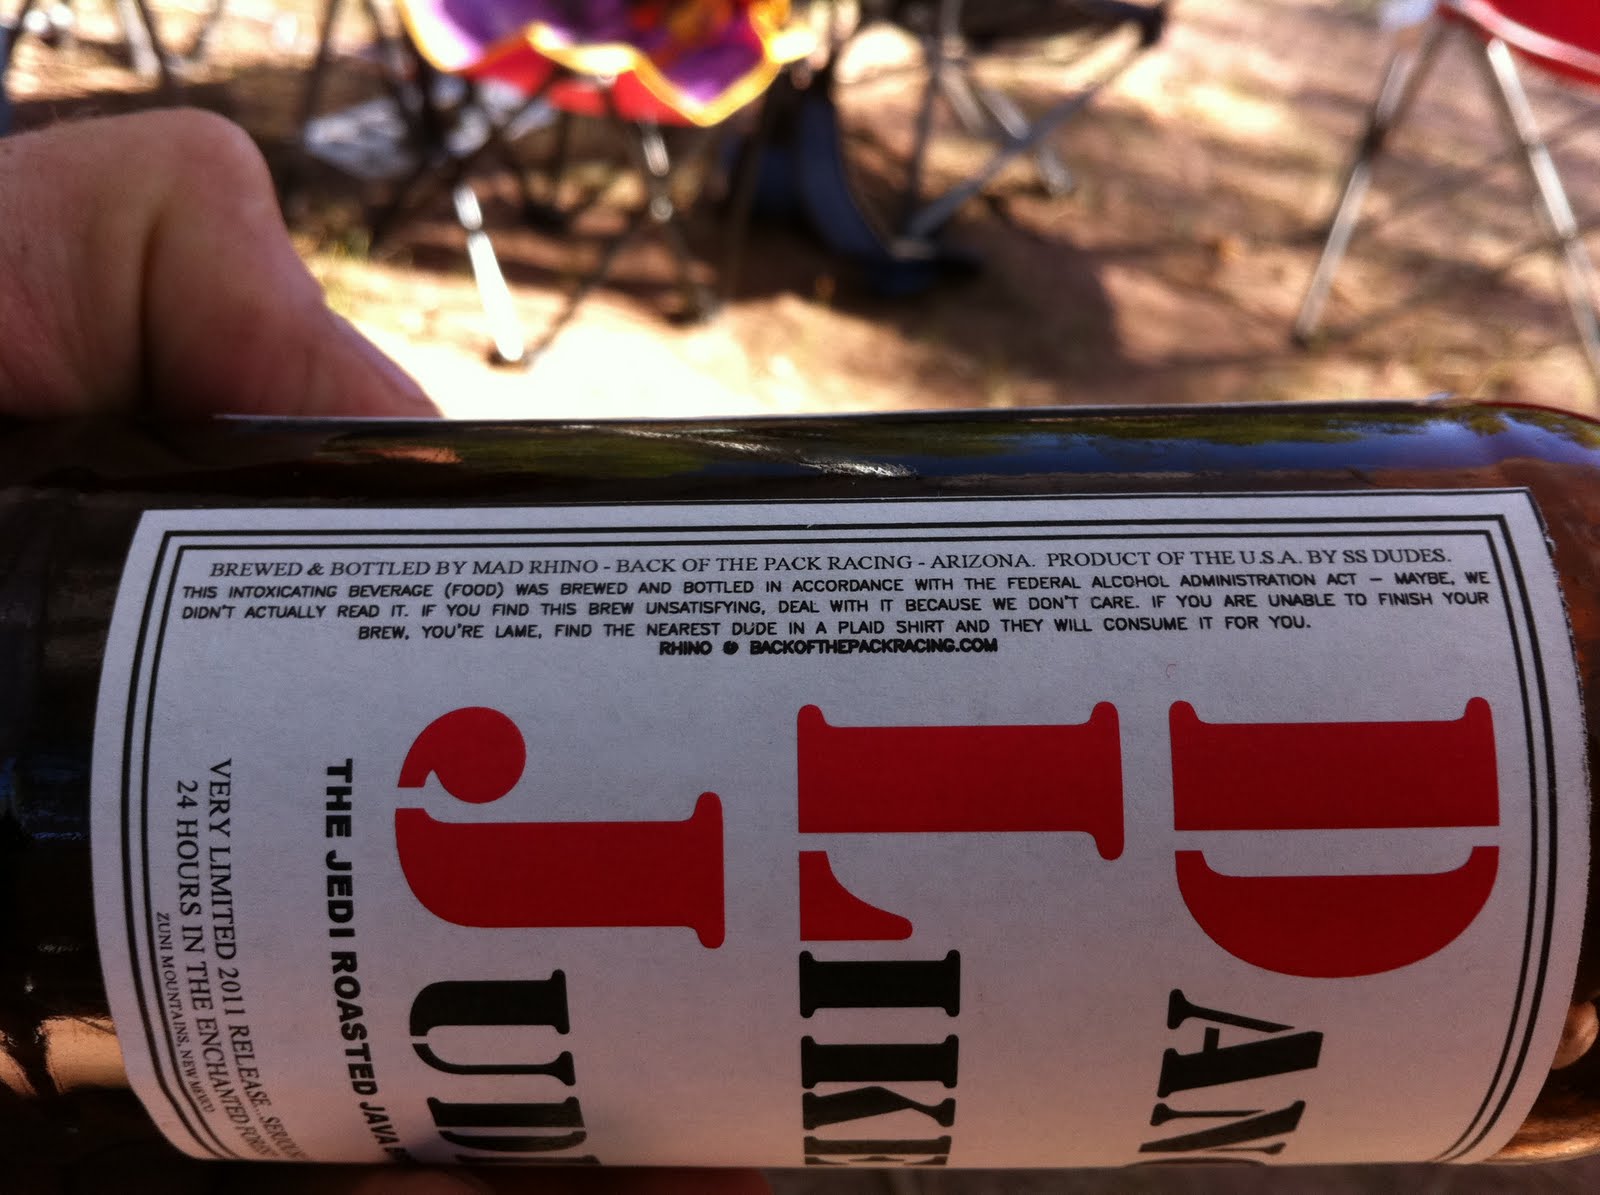 BREWED & BOTTLED BY MAD RHINO - BACK OF THE PACK RACING - ARIZONA. PRODUCT OF THE U.S.A. BY SS DUDES.
THIS INTOXICATING BEVERAGE (FOOD) WAS BREWED AND BOTTLED IN ACCORDANCE WITH THE FEDERAL ALCOHOL ADMINISTRATION ACT – MAYBE, WE
DIDN'T ACTUALLY READ IT. IF YOU FIND THIS BREW UNSATISFYING, DEAL WITH IT BECAUSE WE DON'T CARE. IF YOU ARE UNABLE TO FINISH YOUR
BREW, YOU'RE LAME, FIND THE NEAREST DUDE IN A PLAID SHIRT AND THEY WILL CONSUME IT FOR YOU.
RHINO @ BACKOFTHEPACKRACING.COM
LIKE
THE JEDI ROASTED JAVA
VERY LIMITED 2011 RELEASE...
24 HOURS IN THE ENCHANTED
ZUNI MOUNTAINS, NEW MEXICO